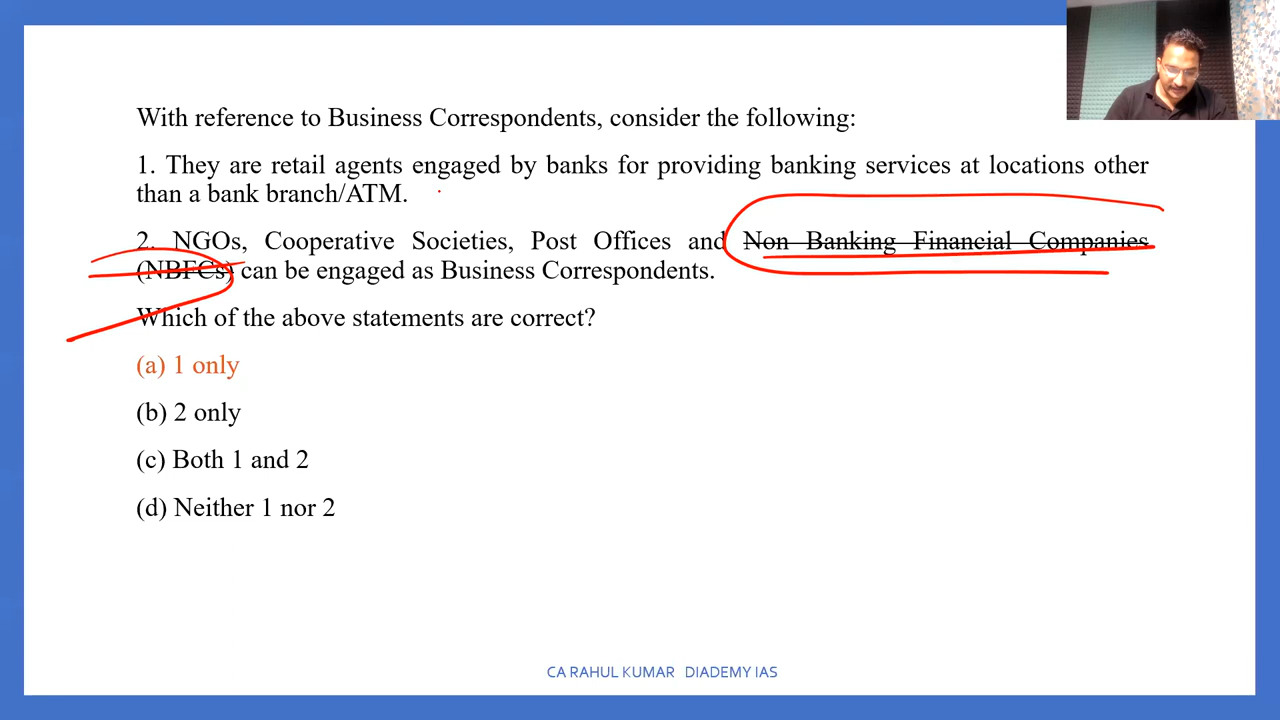 With reference to Business Correspondents, consider the following:
1. They are retail agents engaged by banks for providing banking services at locations other
than a bank branch/ATM.
2. NGOs, Cooperative Societies, Post Offices and Non Banking Financial Companies
(NBFCs) can be engaged as Business Correspondents.
Which of the above statements are correct?
(a) 1 only
(b) 2 only
(c) Both 1 and 2
(d) Neither 1 nor 2
CA RAHUL KUMAR DIADEMY IAS